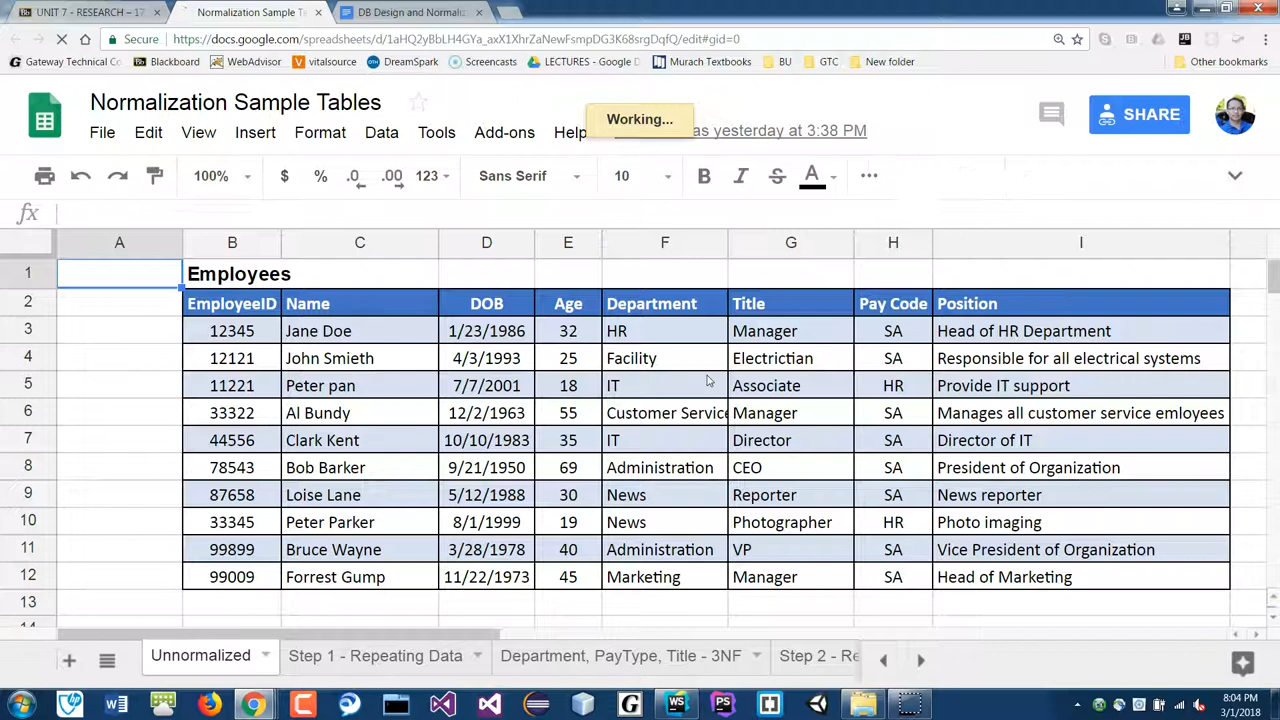 UNIT 7 - RESEARCH – 17
Normalization Sample Ta
DB Design and Normaliz
Secure
https://docs.google.com/spreadsheets/d/1aHQ2yBbLH4GYa_axX1XhrZaNewFsmpDG3K68srgDqfQ/edit#gid=0
Gateway Technical Co Blackboard WebAdvisor vitalsource DreamSpark Screencasts LECTURES - Google D Murach Textbooks BU GTC New folder Other bookmarks
Normalization Sample Tables
SHARE
File Edit View Insert Format Data Tools Add-ons Help Working... was yesterday at 3:38 PM
100% $ % .0 .00 123 Sans Serif 10 B I S A
fx
A B C D E F G H I
1 Employees
2 EmployeeID Name DOB Age Department Title Pay Code Position
3 12345 Jane Doe 1/23/1986 32 HR Manager SA Head of HR Department
4 12121 John Smieth 4/3/1993 25 Facility Electrictian SA Responsible for all electrical systems
5 11221 Peter pan 7/7/2001 18 IT Associate HR Provide IT support
6 33322 Al Bundy 12/2/1963 55 Customer Service Manager SA Manages all customer service emloyees
7 44556 Clark Kent 10/10/1983 35 IT Director SA Director of IT
8 78543 Bob Barker 9/21/1950 69 Administration CEO SA President of Organization
9 87658 Loise Lane 5/12/1988 30 News Reporter SA News reporter
10 33345 Peter Parker 8/1/1999 19 News Photographer HR Photo imaging
11 99899 Bruce Wayne 3/28/1978 40 Administration VP SA Vice President of Organization
12 99009 Forrest Gump 11/22/1973 45 Marketing Manager SA Head of Marketing
13
14
Unnormalized Step 1 - Repeating Data Department, PayType, Title - 3NF Step 2 - Re
8:04 PM
3/1/2018